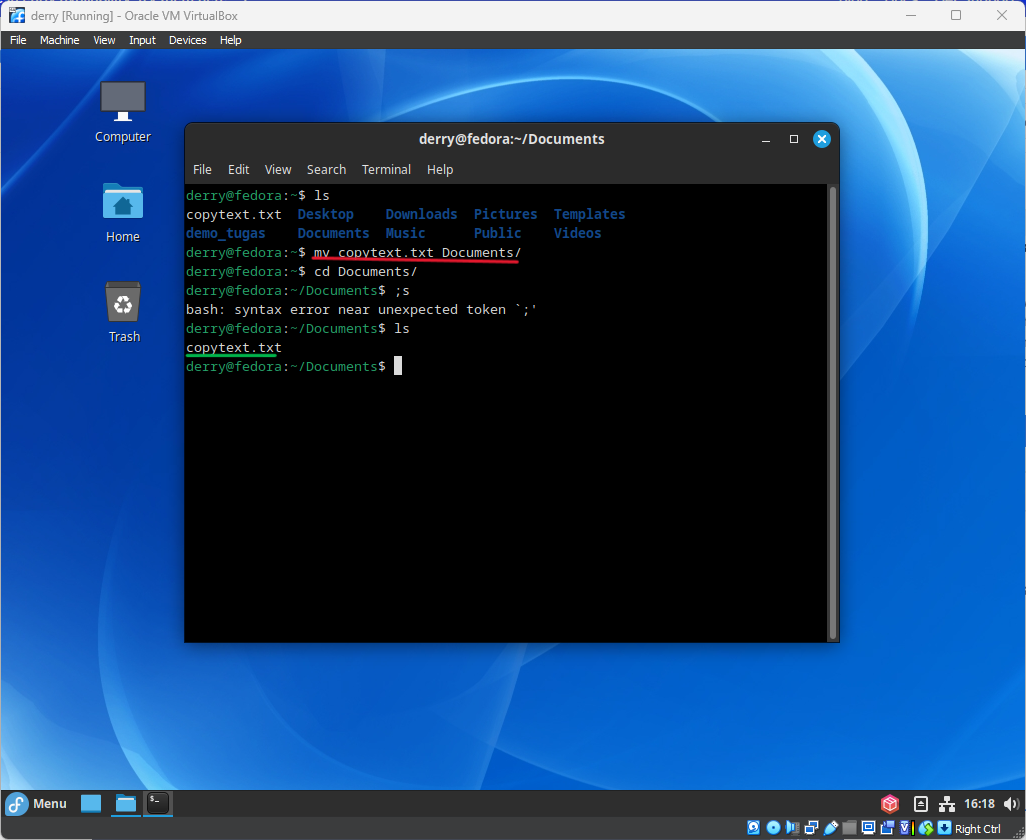 derry [Running] - Oracle VM VirtualBox
File Machine View Input Devices Help
Computer
Home
Trash
derry@fedora:~/Documents
File Edit View Search Terminal Help
derry@fedora:~$ ls
copytext.txt Desktop Downloads Pictures Templates
demo_tugas Documents Music Public Videos
derry@fedora:~$ mv copytext.txt Documents/
derry@fedora:~$ cd Documents/
derry@fedora:~/Documents$ ;s
bash: syntax error near unexpected token `;'
derry@fedora:~/Documents$ ls
copytext.txt
derry@fedora:~/Documents$
Menu
16:18
Right Ctrl